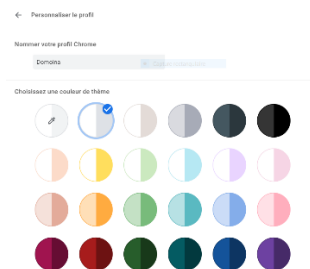 Personnaliser le profil
Nommer votre profil Chrome
Domains
Choisissez une couleur de thème